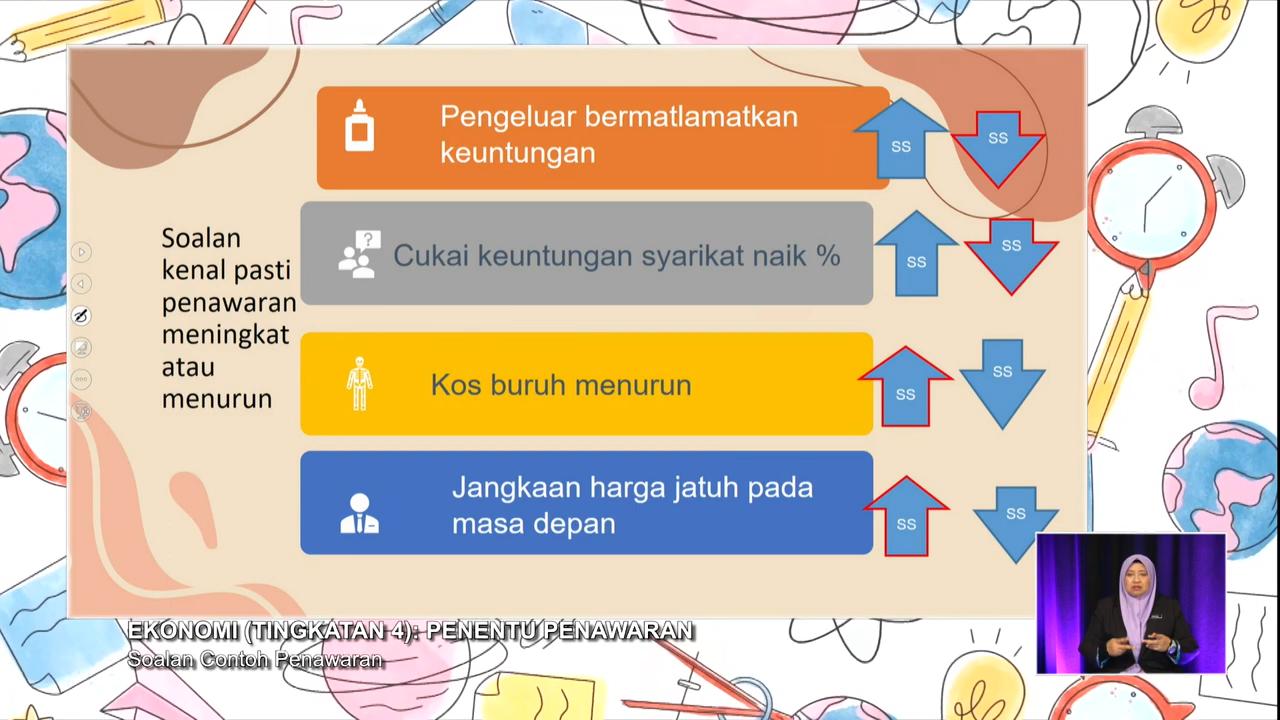 Soalan
kenal pasti
penawaran
meningkat
atau
menurun
Pengeluar bermatlamatkan
keuntungan
SS
SS
?
Cukai keuntungan syarikat naik %
SS
SS
Kos buruh menurun
SS
SS
Jangkaan harga jatuh pada
masa depan
SS
SS
EKONOMI (TINGKATAN 4): PENENTU PENAWARAN
Soalan Contoh Penawaran